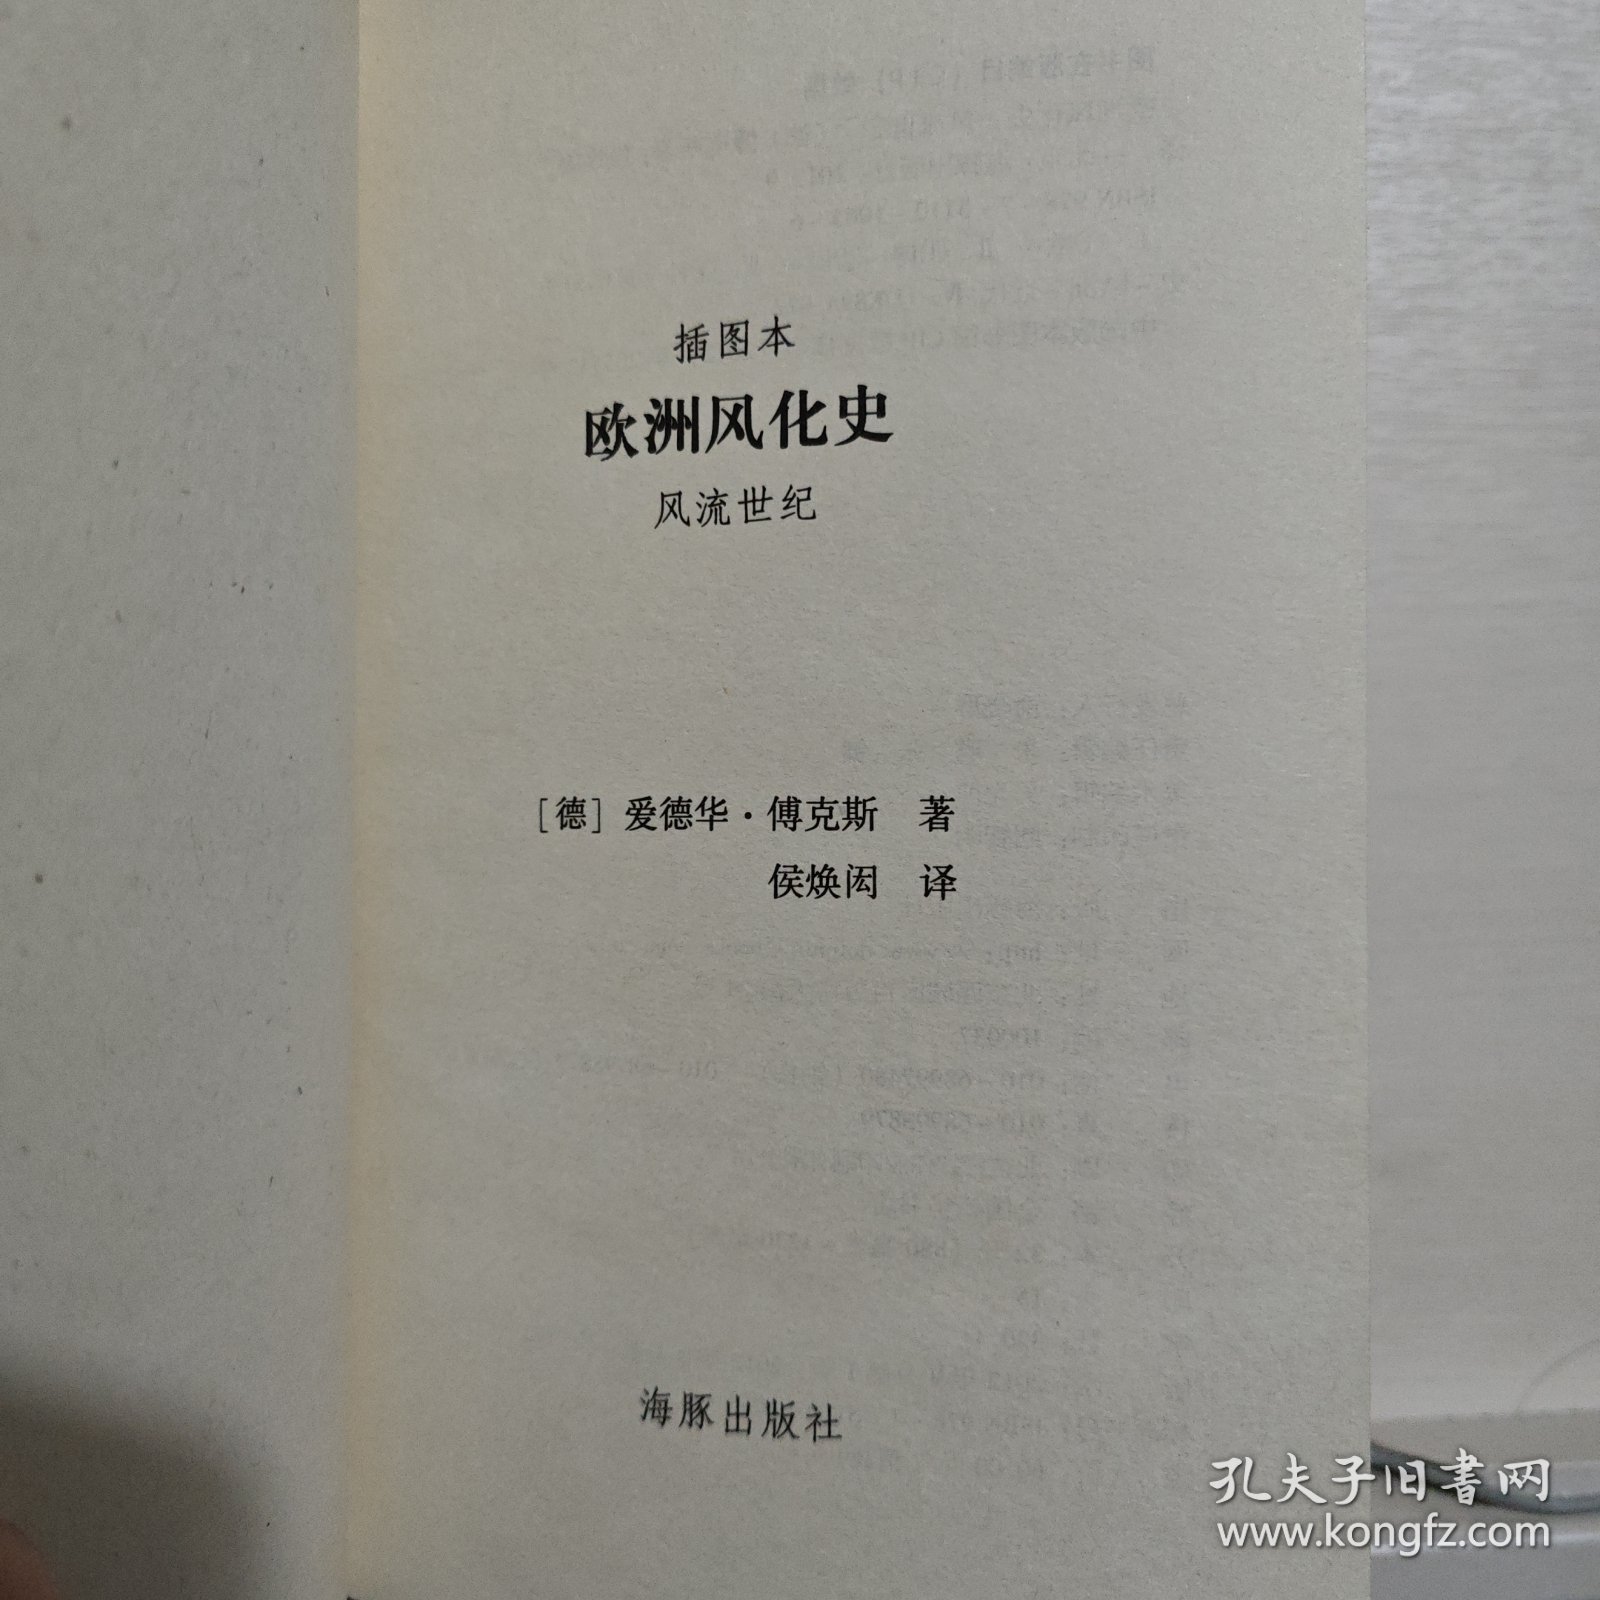 插图本
欧洲风化史
风流世纪
[德] 爱德华·傅克斯 著
侯焕闳 译
海豚出版社
孔夫子旧书网
www.kongfz.com